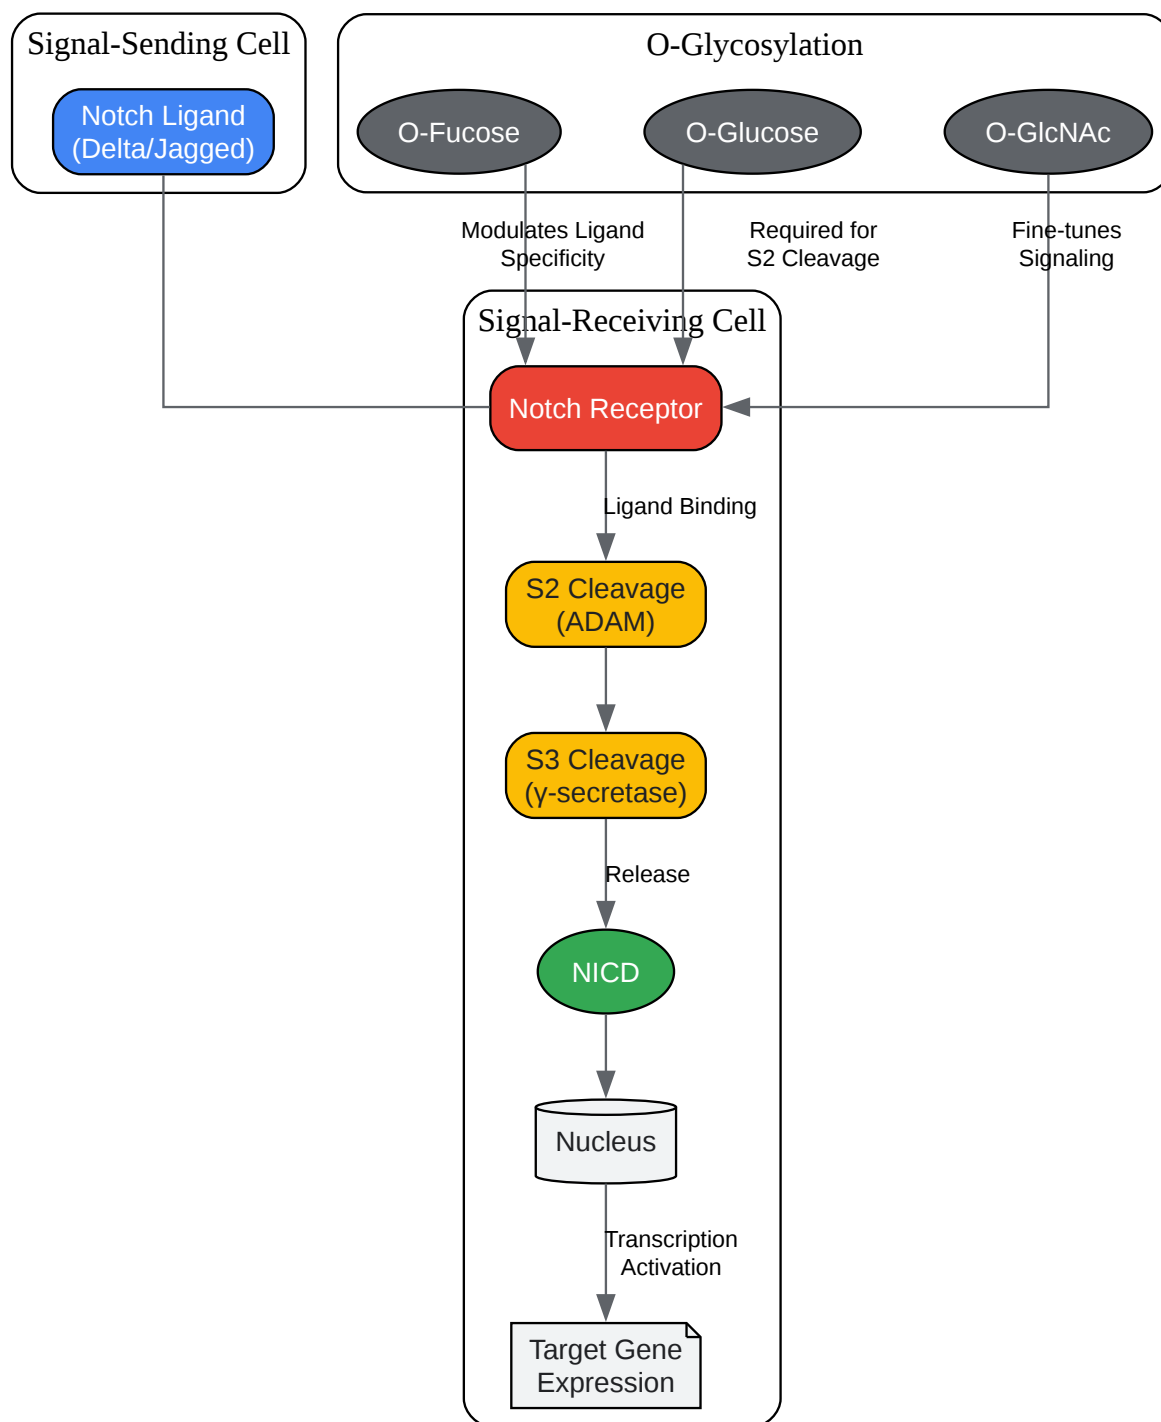 Signal-Sending Cell
Notch Ligand
(Delta/Jagged)
O-Glycosylation
O-Fucose
O-Glucose
O-GlcNAc
Modulates Ligand
Specificity
Required for
S2 Cleavage
Fine-tunes
Signaling
Signal-Receiving Cell
Notch Receptor
Ligand Binding
S2 Cleavage
(ADAM)
S3 Cleavage
(γ-secretase)
Release
NICD
Nucleus
Transcription
Activation
Target Gene
Expression